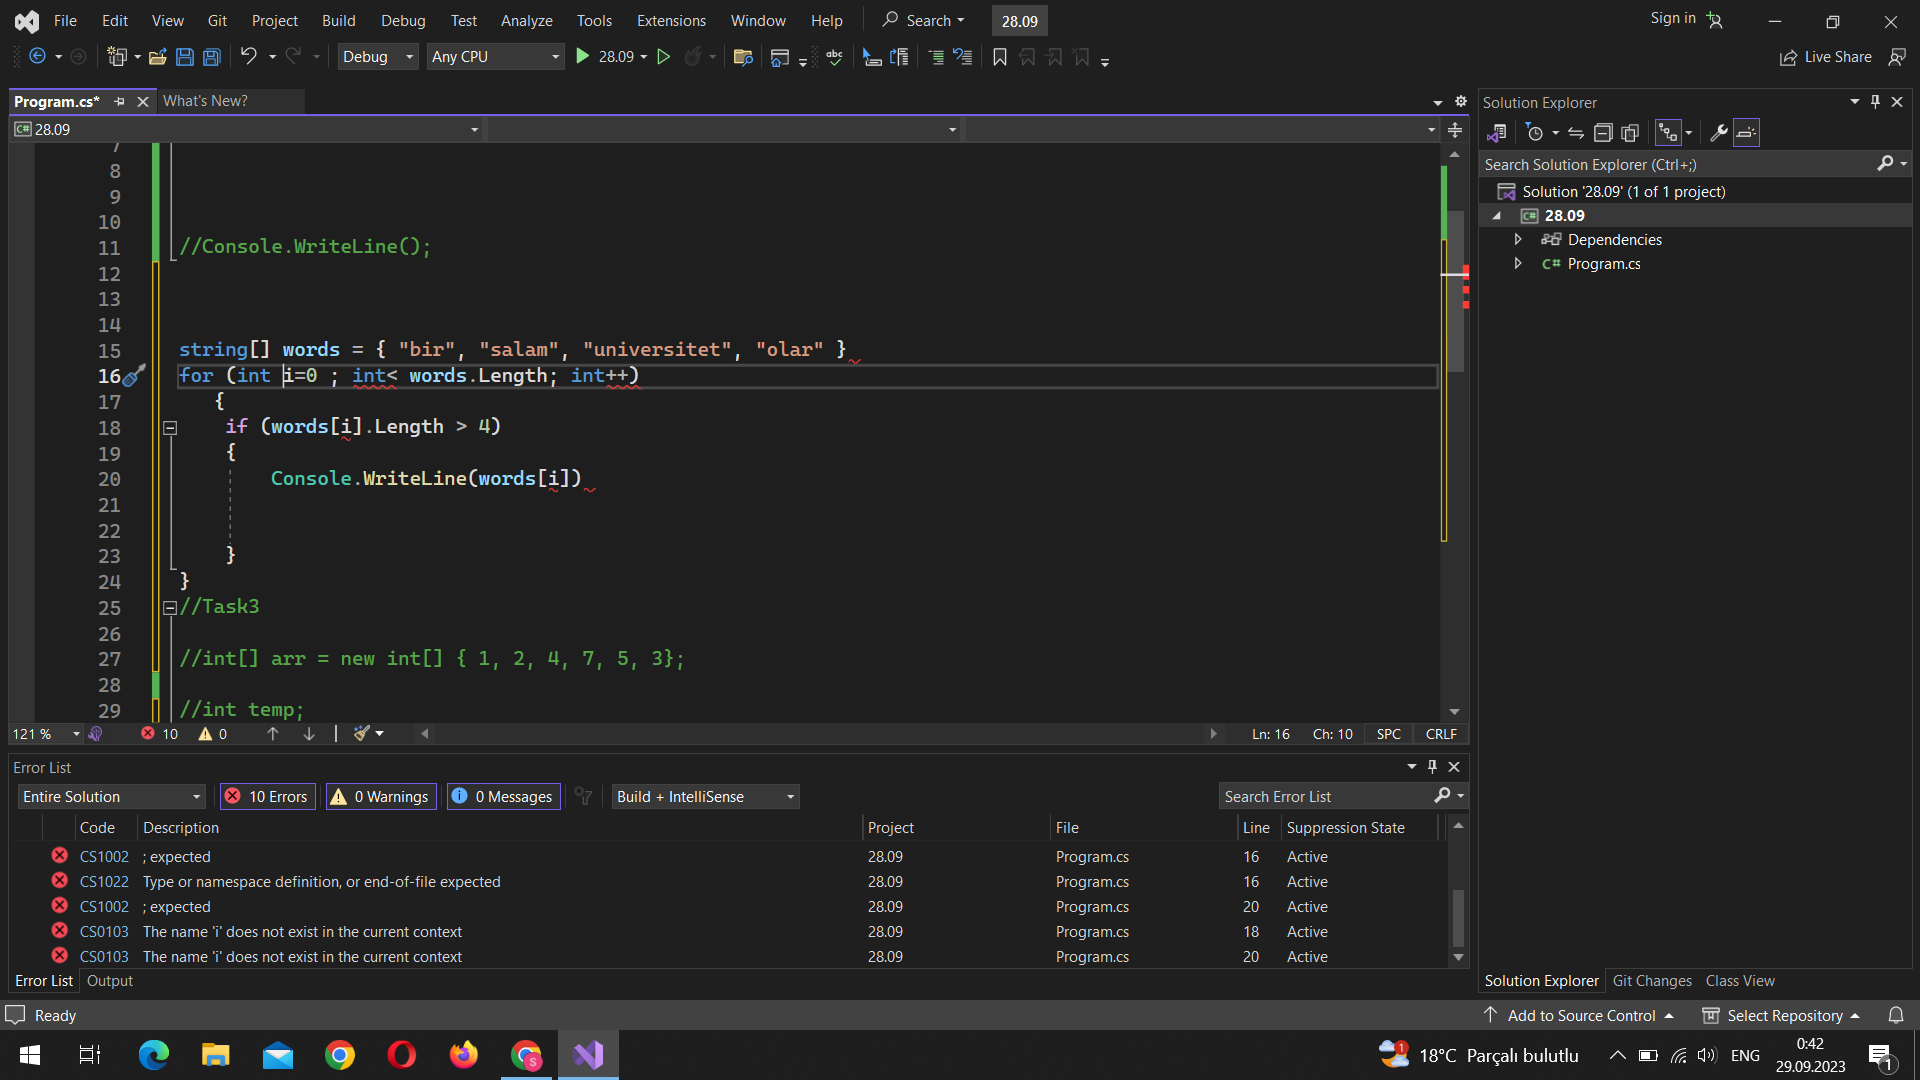 File Edit View Git Project Build Debug Test Analyze Tools Extensions Window Help Search 28.09 Sign in
Debug Any CPU 28.09 Live Share
Program.cs* What's New?
28.09
7
8
9
10
11 //Console.WriteLine();
12
13
14
15 string[] words = { "bir", "salam", "universitet", "olar" }
16 for (int i=0 ; int< words.Length; int++)
17 {
18 if (words[i].Length > 4)
19 {
20 Console.WriteLine(words[i])
21
22
23 }
24 }
25 //Task3
26
27 //int[] arr = new int[] { 1, 2, 4, 7, 5, 3};
28
29 //int temp;
121 % 10 0 Ln: 16 Ch: 10 SPC CRLF
Error List
Entire Solution 10 Errors 0 Warnings 0 Messages Build + IntelliSense Search Error List
Code Description Project File Line Suppression State
CS1002 ; expected 28.09 Program.cs 16 Active
CS1022 Type or namespace definition, or end-of-file expected 28.09 Program.cs 16 Active
CS1002 ; expected 28.09 Program.cs 20 Active
CS0103 The name 'i' does not exist in the current context 28.09 Program.cs 18 Active
CS0103 The name 'i' does not exist in the current context 28.09 Program.cs 20 Active
Error List Output
Solution Explorer
Search Solution Explorer (Ctrl+;)
Solution '28.09' (1 of 1 project)
C# 28.09
Dependencies
C# Program.cs
Solution Explorer Git Changes Class View
Ready Add to Source Control Select Repository
1 18°C Parçalı bulutlu ENG 0:42
29.09.2023
1